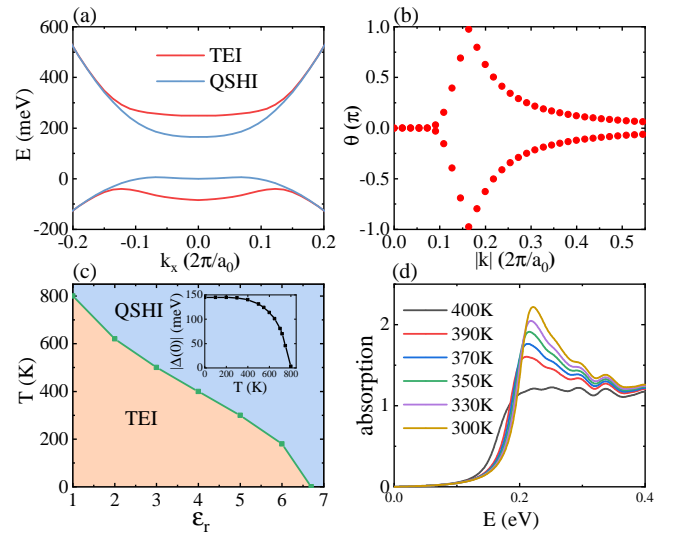 (a)
600
400
200
0
-200
E (meV)
TEI
QSHI
-0.2 -0.1 0.0 0.1 0.2
k_x (2π/a_0)
(b)
1.0
0.5
0.0
-0.5
-1.0
θ (π)
0.0 0.1 0.2 0.3 0.4 0.5
|k| (2π/a_0)
(c)
800
600
400
200
0
T (K)
QSHI
TEI
150
100
50
0
|Δ(0)| (meV)
0 200 400 600 800
T (K)
1 2 3 4 5 6 7
ε_r
(d)
2
1
0
absorption
400K
390K
370K
350K
330K
300K
0.0 0.2 0.4
E (eV)